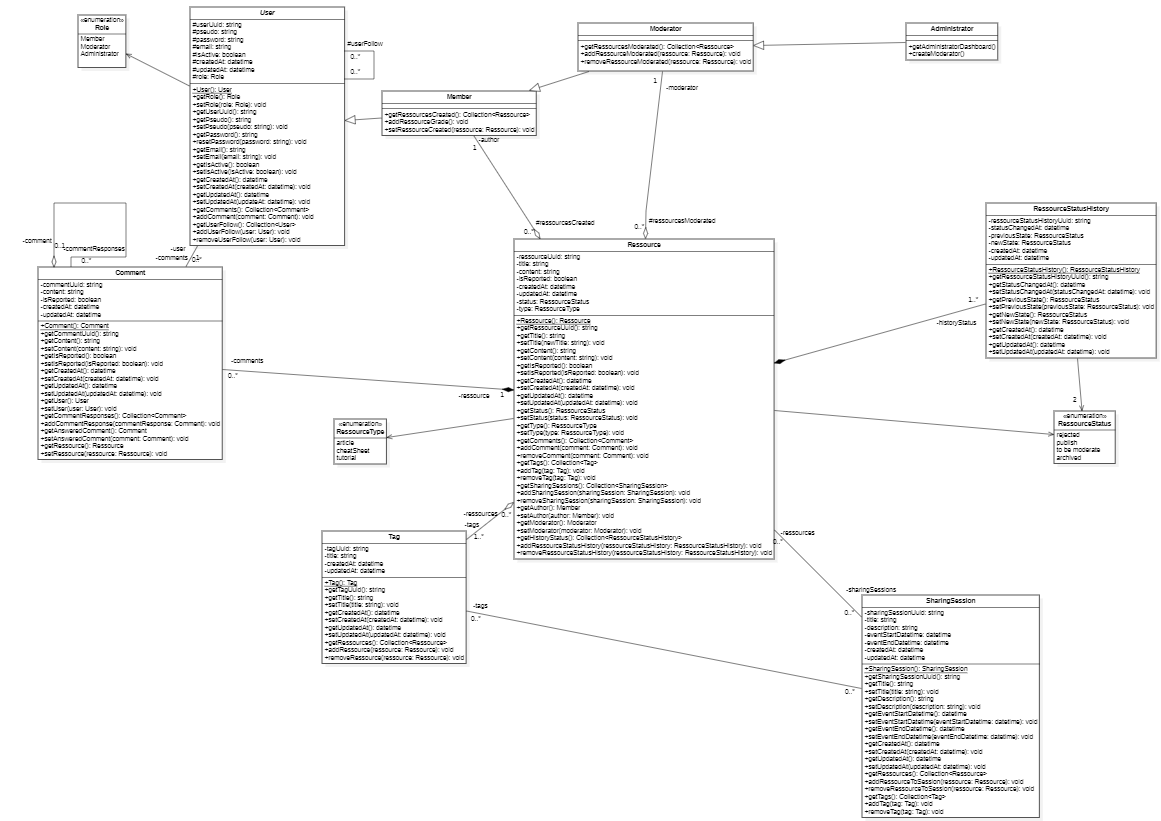 «enumeration»
Role
Member
Moderator
Administrator
User
#userUuid: string
#pseudo: string
#password: string
#email: string
#isActive: boolean
#createdAt: datetime
#updatedAt: datetime
#role: Role
+User(): User
+getRole(): Role
+setRole(role: Role): void
+getUserUuid(): string
+getPseudo(): string
+setPseudo(pseudo: string): void
+getPassword(): string
+resetPassword(password: string): void
+getEmail(): string
+setEmail(email: string): void
+getIsActive(): boolean
+setIsActive(isActive: boolean): void
+getCreatedAt(): datetime
+setCreatedAt(createdAt: datetime): void
+getUpdatedAt(): datetime
+setUpdatedAt(updateAt: datetime): void
+getComments(): Collection<Comment>
+addComment(comment: Comment): void
+getUserFollow(): Collection<User>
+addUserFollow(user: User): void
+removeUserFollow(user: User): void
#userFollow
0..*
0..*
Member
+getRessourcesCreated(): Collection<Ressource>
+addRessourceGrade(): void
+setRessourceCreated(ressource: Ressource): void
-author
1
Moderator
+getRessourcesModerated(): Collection<Ressource>
+addRessourceModerated(ressource: Ressource): void
+removeRessourceModerated(ressource: Ressource): void
1
-moderator
Administrator
+getAdministratorDashboard()
+createModerator()
#ressourcesCreated
0..*
#ressourcesModerated
0..*
-comment
0..1
-commentResponses
0..*
-user
1
-comments
0..*
Comment
-commentUuid: string
-content: string
-isReported: boolean
-createdAt: datetime
-updatedAt: datetime
+Comment(): Comment
+getCommentUuid(): string
+getContent(): string
+setContent(content: string): void
+getIsReported(): boolean
+setIsReported(isReported: boolean): void
+getCreatedAt(): datetime
+setCreatedAt(createdAt: datetime): void
+getUpdatedAt(): datetime
+setUpdatedAt(updatedAt: datetime): void
+getUser(): User
+setUser(user: User): void
+getCommentResponses(): Collection<Comment>
+addCommentResponse(commentResponse: Comment): void
+getAnsweredComment(): Comment
+setAnsweredComment(comment: Comment): void
+getRessource(): Ressource
+setRessource(ressource: Ressource): void
-comments
0..*
-ressource
1
Ressource
-ressourceUuid: string
-title: string
-content: string
-isReported: boolean
-createdAt: datetime
-updatedAt: datetime
-status: RessourceStatus
-type: RessourceType
+Ressource(): Ressource
+getRessourceUuid(): string
+getTitle(): string
+setTitle(newTitle: string): void
+getContent(): string
+setContent(content: string): void
+getIsReported(): boolean
+setIsReported(isReported: boolean): void
+getCreatedAt(): datetime
+setCreatedAt(createdAt: datetime): void
+getUpdatedAt(): datetime
+setUpdatedAt(updatedAt: datetime): void
+getStatus(): RessourceStatus
+setStatus(status: RessourceStatus): void
+getType(): RessourceType
+setType(type: RessourceType): void
+getComments(): Collection<Comment>
+addComment(comment: Comment): void
+removeComment(comment: Comment): void
+getTags(): Collection<Tag>
+addTag(tag: Tag): void
+removeTag(tag: Tag): void
+getSharingSessions(): Collection<SharingSession>
+addSharingSession(sharingSession: SharingSession): void
+removeSharingSession(sharingSession: SharingSession): void
+getAuthor(): Member
+setAuthor(author: Member): void
+getModerator(): Moderator
+setModerator(moderator: Moderator): void
+getHistoryStatus(): Collection<RessourceStatusHistory>
+addRessourceStatusHistory(ressourceStatusHistory: RessourceStatusHistory): void
+removeRessourceStatusHistory(ressourceStatusHistory: RessourceStatusHistory): void
RessourceStatusHistory
-ressourceStatusHistoryUuid: string
-statusChangedAt: datetime
-previousState: RessourceStatus
-newState: RessourceStatus
-createdAt: datetime
-updatedAt: datetime
+RessourceStatusHistory(): RessourceStatusHistory
+getRessourceStatusHistoryUuid(): string
+getStatusChangedAt(): datetime
+setStatusChangedAt(statusChangedAt: datetime): void
+getPreviousState(): RessourceStatus
+setPreviousState(previousState: RessourceStatus): void
+getNewState(): RessourceStatus
+setNewState(newState: RessourceStatus): void
+getCreatedAt(): datetime
+setCreatedAt(createdAt: datetime): void
+getUpdatedAt(): datetime
+setUpdatedAt(updatedAt: datetime): void
1..*
-historyStatus
2
«enumeration»
RessourceStatus
rejected
publish
to be moderate
archived
«enumeration»
RessourceType
article
cheatSheet
tutorial
-ressources
0..*
-tags
1..*
Tag
-tagUuid: string
-title: string
-createdAt: datetime
-updatedAt: datetime
+Tag(): Tag
+getTagUuid(): string
+getTitle(): string
+setTitle(title: string): void
+getCreatedAt(): datetime
+setCreatedAt(createdAt: datetime): void
+getUpdatedAt(): datetime
+setUpdatedAt(updatedAt: datetime): void
+getRessources(): Collection<Ressource>
+addRessource(ressource: Ressource): void
+removeRessource(ressource: Ressource): void
-tags
0..*
0..*
-ressources
0..*
-sharingSessions
0..*
SharingSession
-sharingSessionUuid: string
-title: string
-description: string
-eventStartDatetime: datetime
-eventEndDatetime: datetime
-createdAt: datetime
-updatedAt: datetime
+SharingSession(): SharingSession
+getSharingSessionUuid(): string
+getTitle(): string
+setTitle(title: string): void
+getDescription(): string
+setDescription(description: string): void
+getEventStartDatetime(): datetime
+setEventStartDatetime(eventStartDatetime: datetime): void
+getEventEndDatetime(): datetime
+setEventEndDatetime(eventEndDatetime: datetime): void
+getCreatedAt(): datetime
+setCreatedAt(createdAt: datetime): void
+getUpdatedAt(): datetime
+setUpdatedAt(updatedAt: datetime): void
+getRessources(): Collection<Ressource>
+addRessourceToSession(ressource: Ressource): void
+removeRessourceToSession(ressource: Ressource): void
+getTags(): Collection<Tag>
+addTag(tag: Tag): void
+removeTag(tag: Tag): void